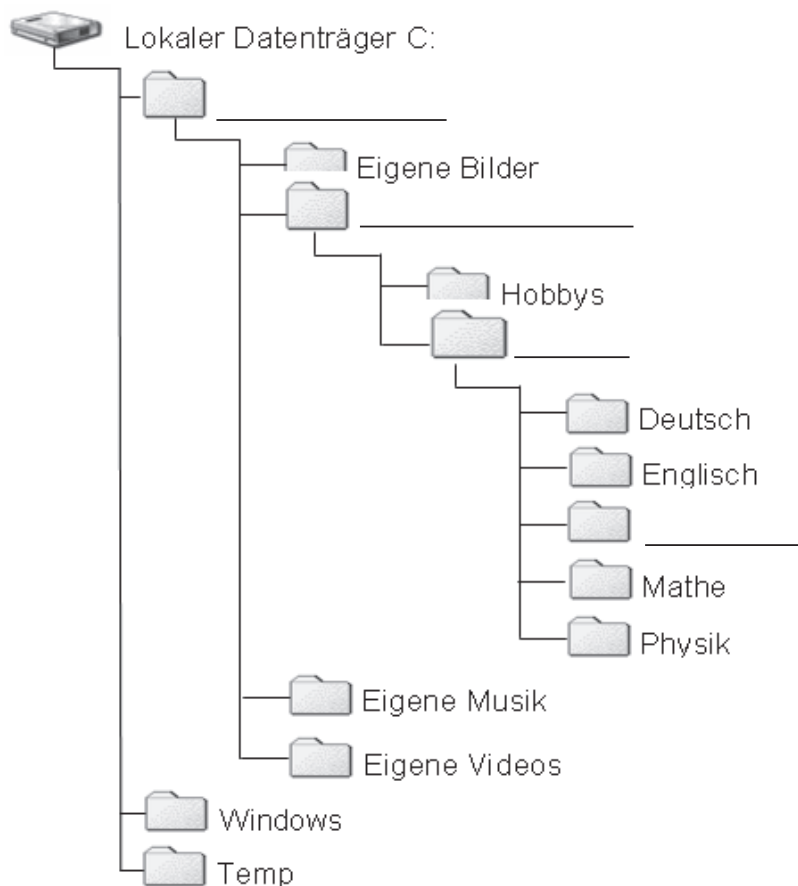 Lokaler Datenträger C:
Eigene Bilder
Hobbys
Deutsch
Englisch
Mathe
Physik
Eigene Musik
Eigene Videos
Windows
Temp